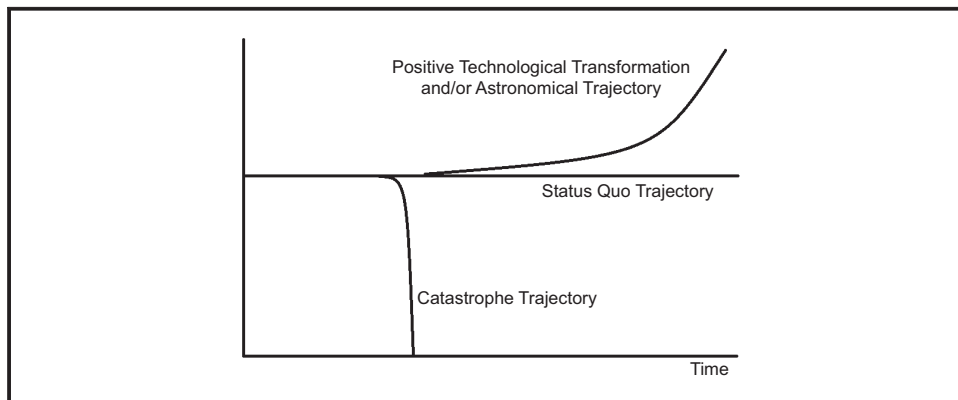 Positive Technological Transformation
and/or Astronomical Trajectory
Status Quo Trajectory
Catastrophe Trajectory
Time